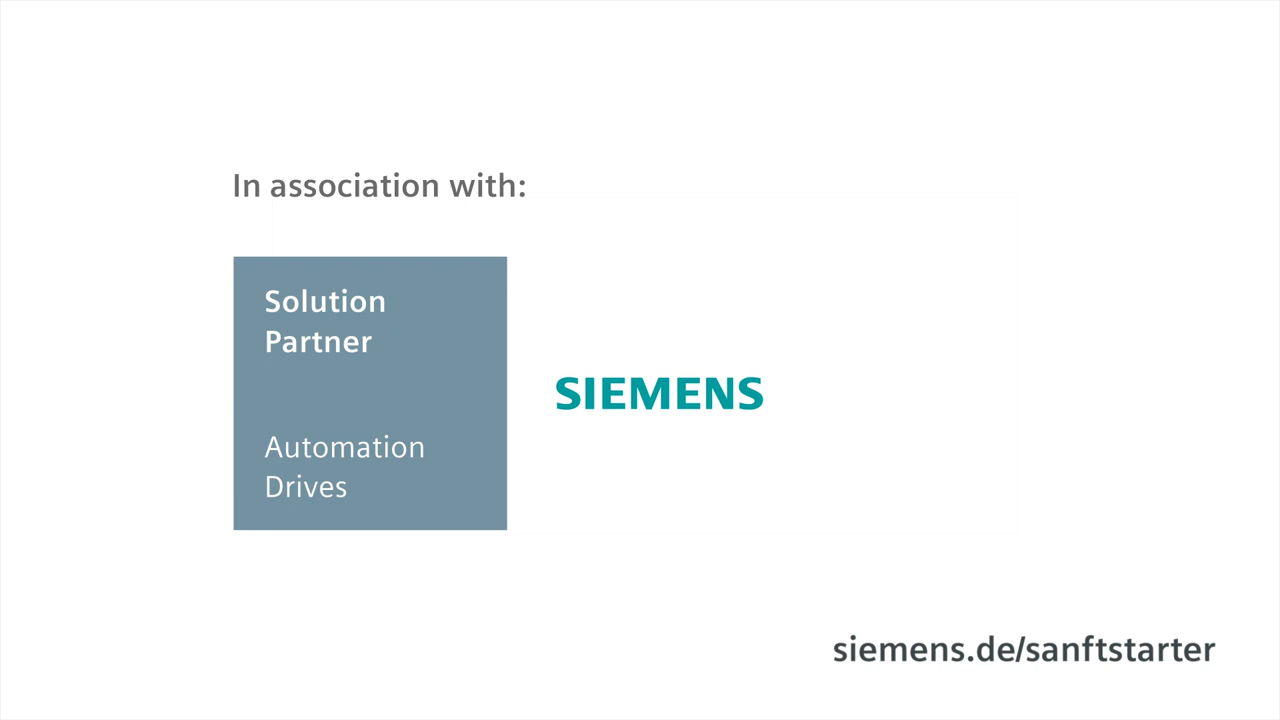 In association with:
Solution
Partner
Automation
Drives
SIEMENS
siemens.de/sanftstarter